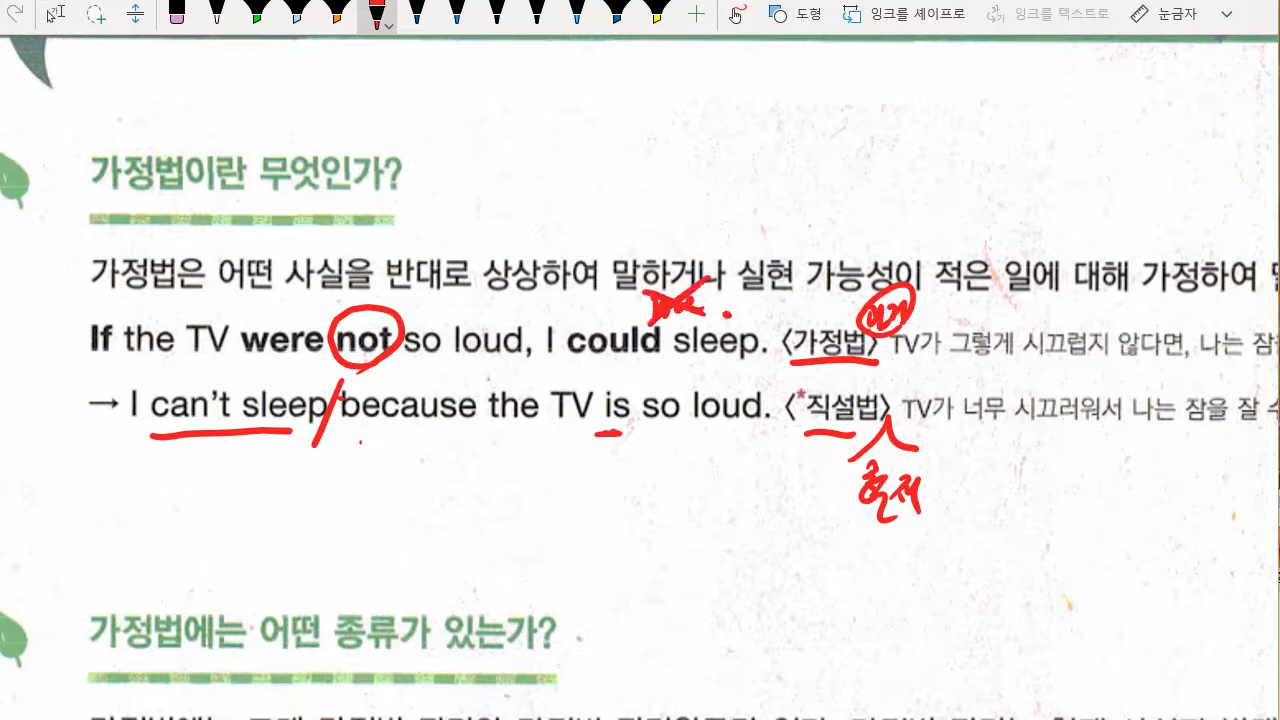 도형 잉크를 셰이프로 잉크를 텍스트로 눈금자
가정법이란 무엇인가?
가정법은 어떤 사실을 반대로 상상하여 말하거나 실현 가능성이 적은 일에 대해 가정하여
If the TV were not so loud, I could sleep. 〈가정법〉 TV가 그렇게 시끄럽지 않다면, 나는 잠
→ I can't sleep because the TV is so loud. 〈*직설법〉 TV가 너무 시끄러워서 나는 잠을 잘
가정법에는 어떤 종류가 있는가?